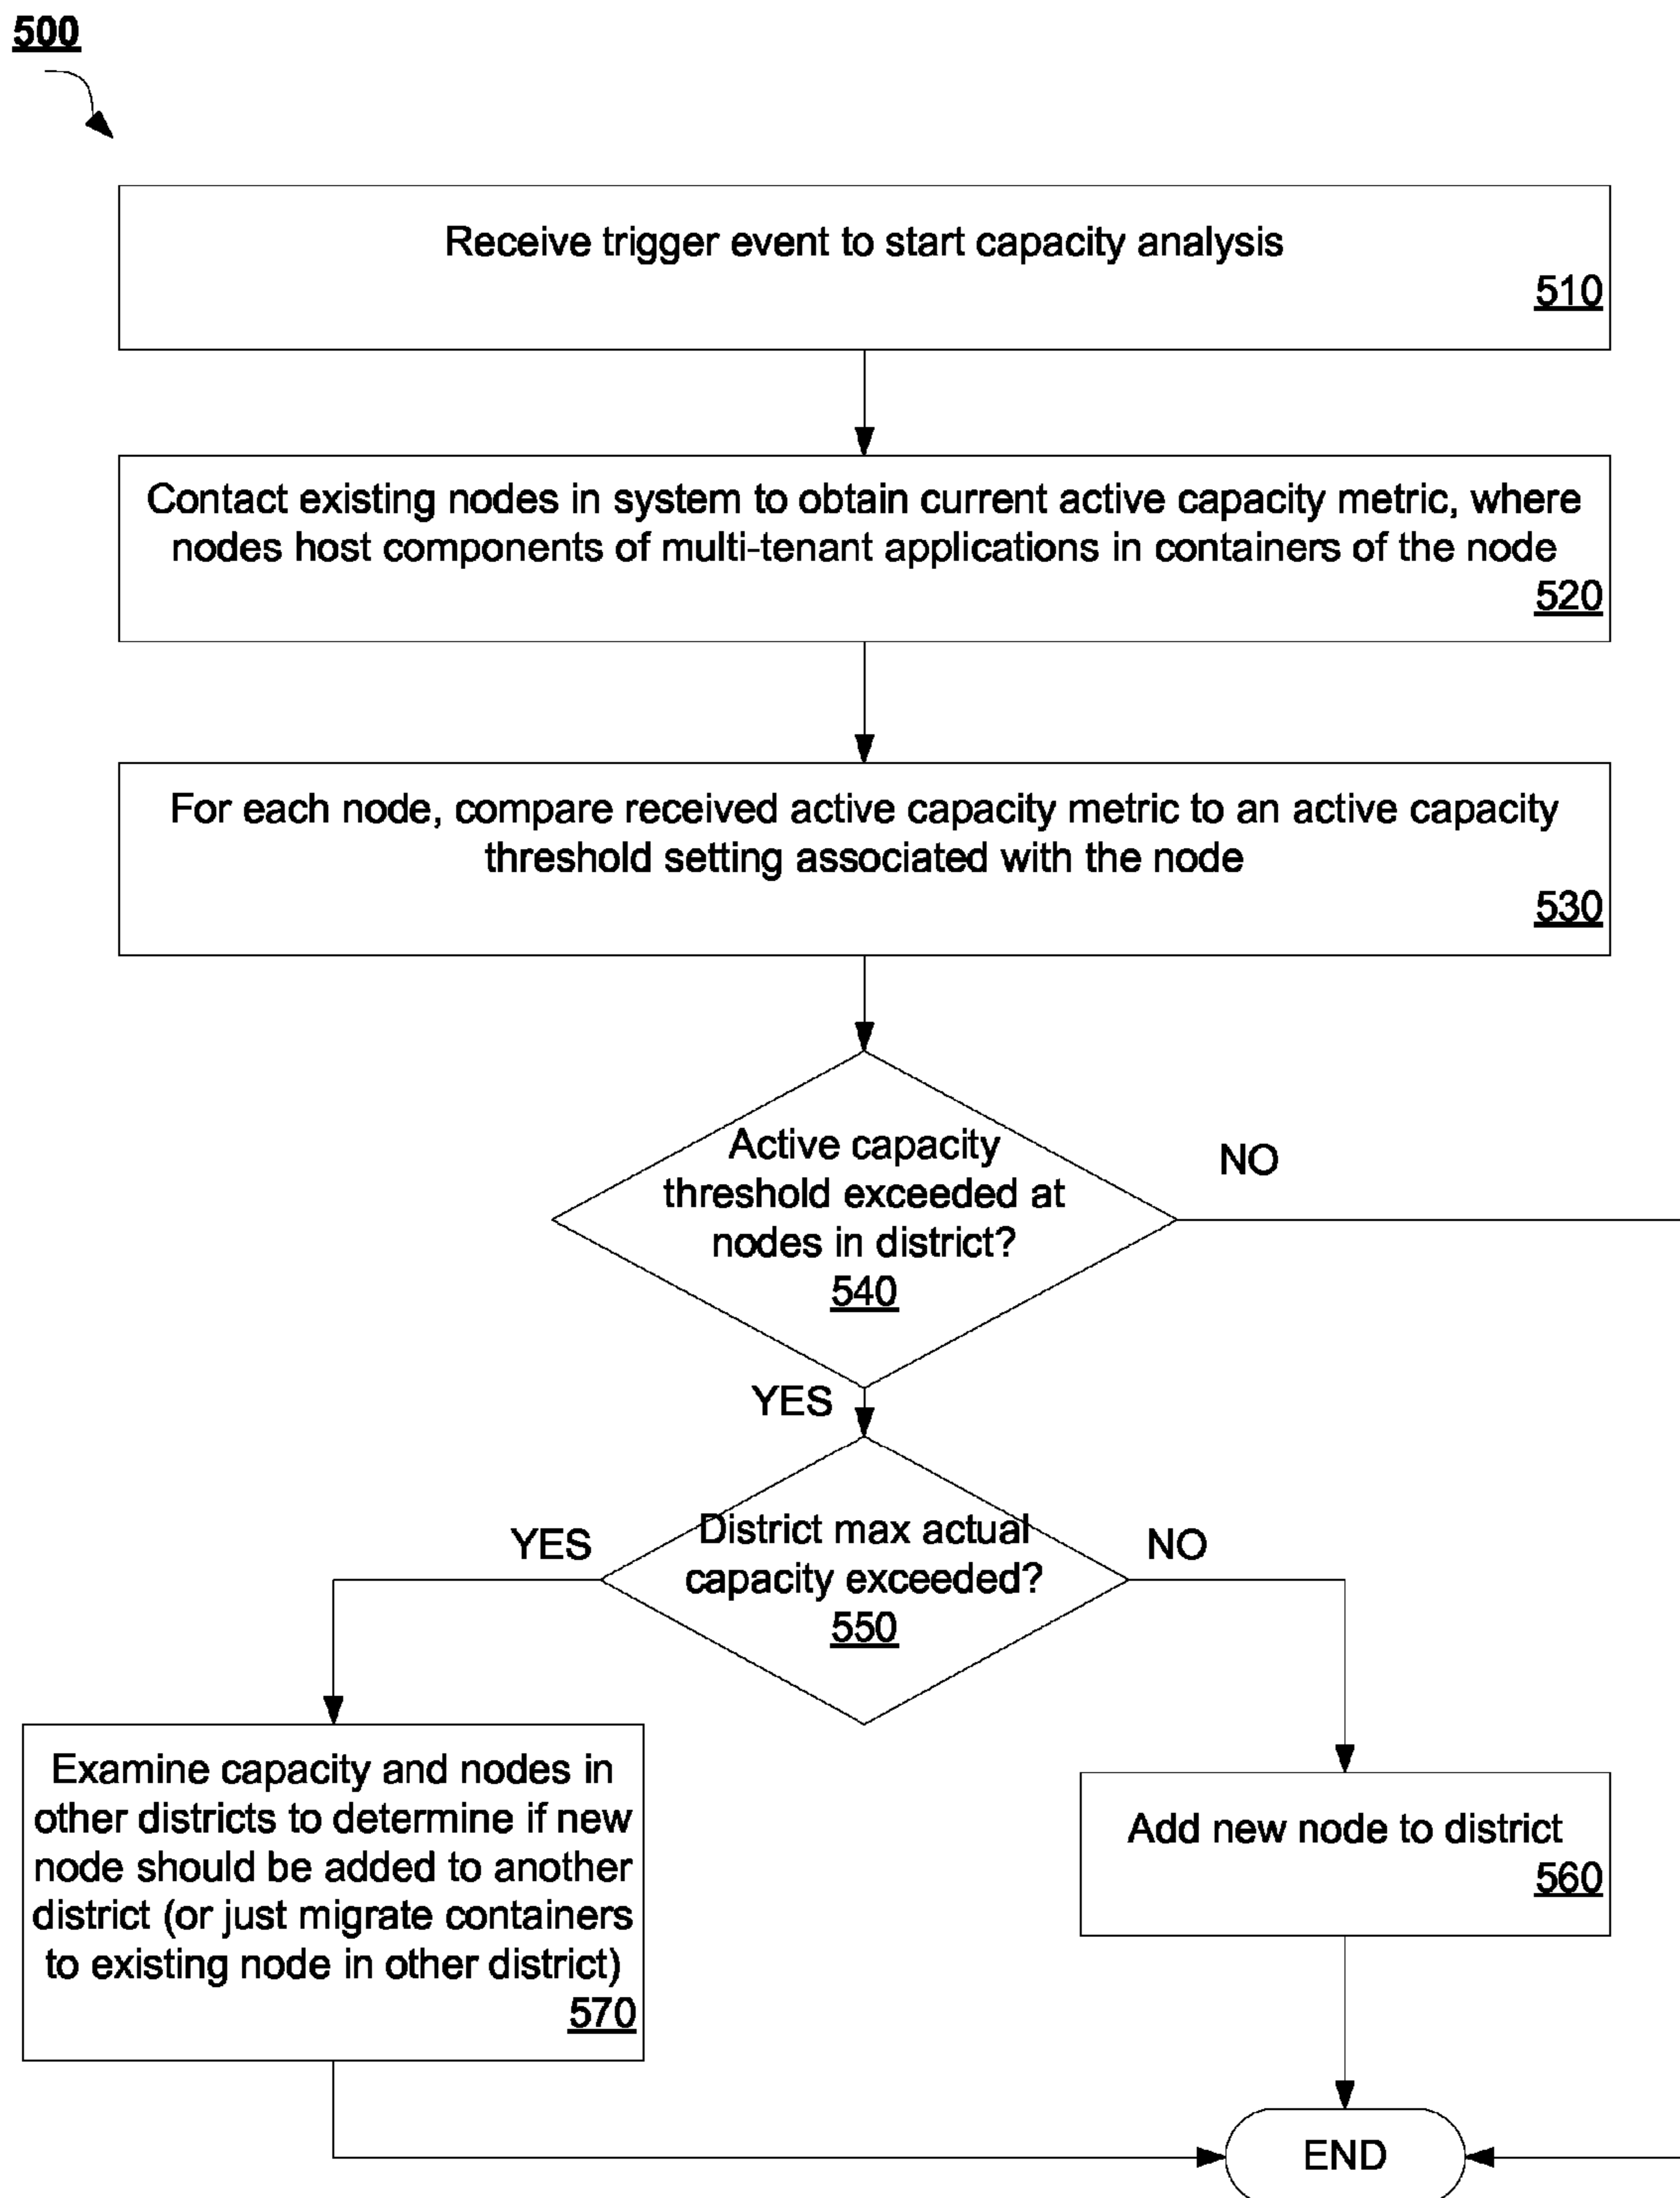 500
Receive trigger event to start capacity analysis
510
Contact existing nodes in system to obtain current active capacity metric, where
nodes host components of multi-tenant applications in containers of the node
520
For each node, compare received active capacity metric to an active capacity
threshold setting associated with the node
530
Active capacity
threshold exceeded at
nodes in district?
540
NO
YES
District max actual
capacity exceeded?
550
YES
NO
Examine capacity and nodes in
other districts to determine if new
node should be added to another
district (or just migrate containers
to existing node in other district)
570
Add new node to district
560
END